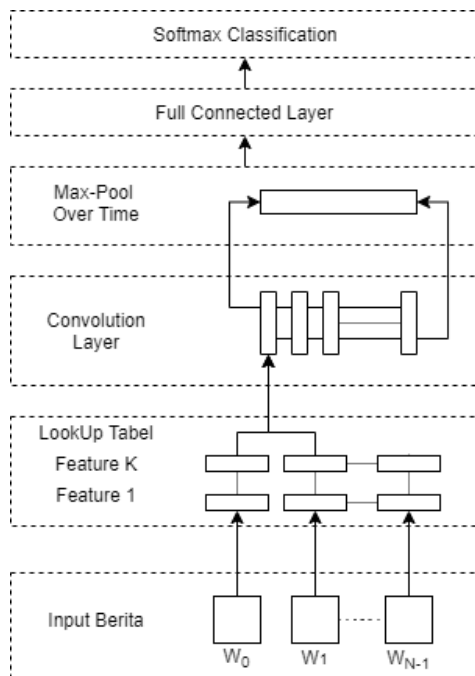 Softmax Classification
Full Connected Layer
Max-Pool
Over Time
Convolution
Layer
LookUp Tabel
Feature K
Feature 1
Input Berita
W0 W1 WN-1